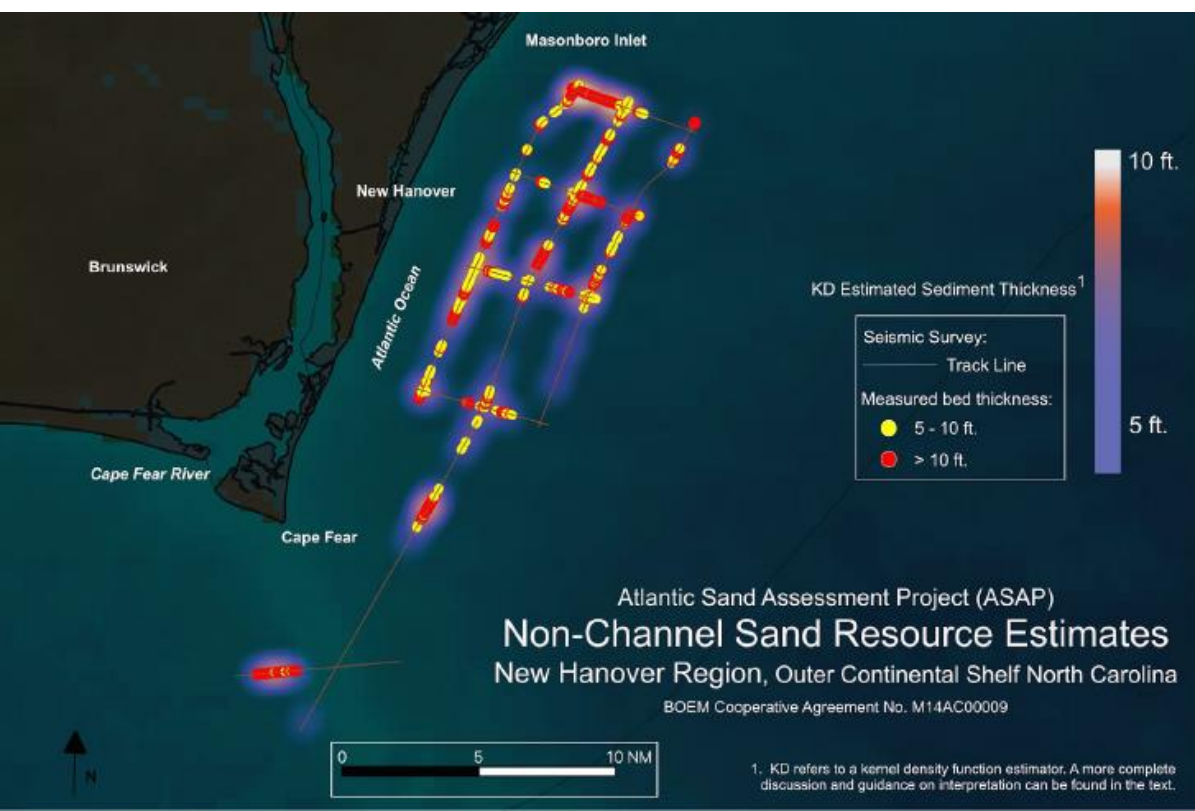 Masonboro Inlet
10 ft.
New Hanover
Brunswick
Atlantic Ocean
KD Estimated Sediment Thickness1
Seismic Survey:
Track Line
Measured bed thickness:
5 - 10 ft.
> 10 ft.
5 ft.
Cape Fear River
Cape Fear
Atlantic Sand Assessment Project (ASAP)
Non-Channel Sand Resource Estimates
New Hanover Region, Outer Continental Shelf North Carolina
BOEM Cooperative Agreement No. M14AC00009
0 5 10 NM
N
1. KD refers to a kernel density function estimator. A more complete
discussion and guidance on interpretation can be found in the text.